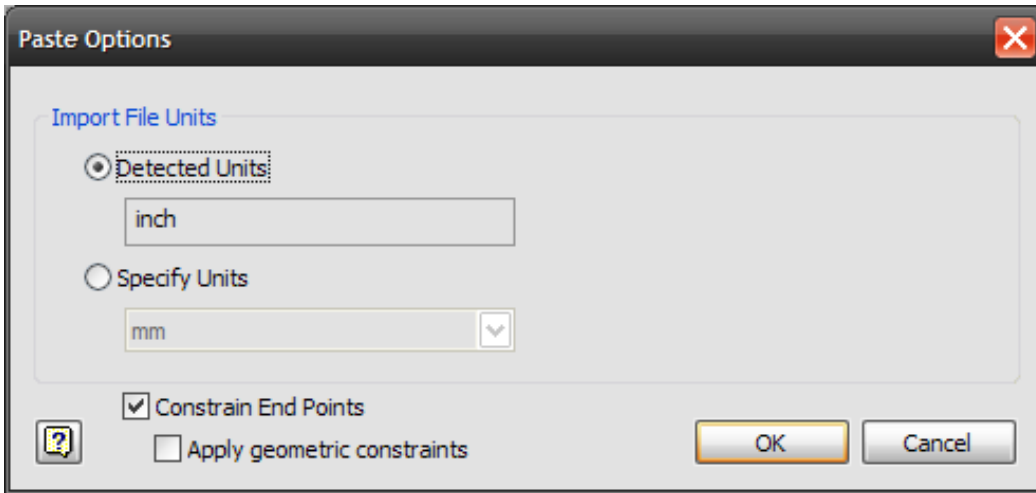 Paste Options
Import File Units
Detected Units
inch
Specify Units
mm
Constrain End Points
Apply geometric constraints
OK
Cancel